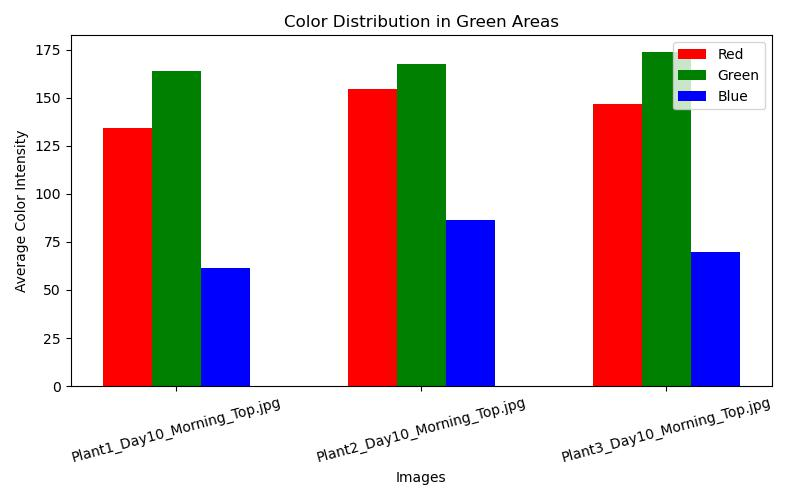 Color Distribution in Green Areas
Red
Green
Blue
Average Color Intensity
175
150
125
100
75
50
25
0
Plant1_Day10_Morning_Top.jpg
Plant2_Day10_Morning_Top.jpg
Plant3_Day10_Morning_Top.jpg
Images